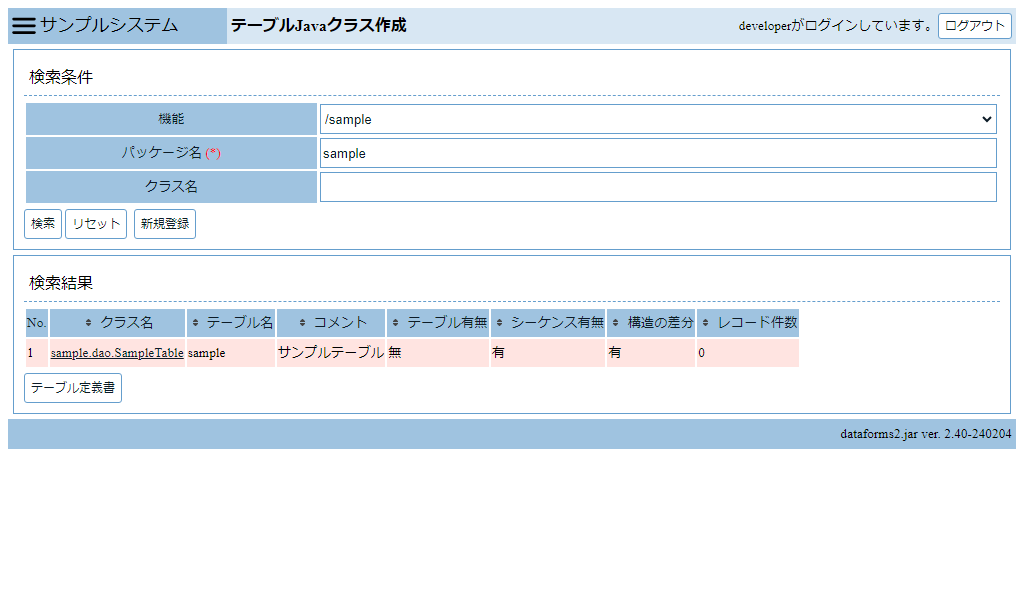 サンプルシステム テーブルJavaクラス作成 developerがログインしています。 ログアウト
検索条件
機能 /sample
パッケージ名 (*) sample
クラス名
検索 リセット 新規登録
検索結果
No. クラス名 テーブル名 コメント テーブル有無 シーケンス有無 構造の差分 レコード件数
1 sample.dao.SampleTable sample サンプルテーブル 無 有 有 0
テーブル定義書
dataforms2.jar ver. 2.40-240204